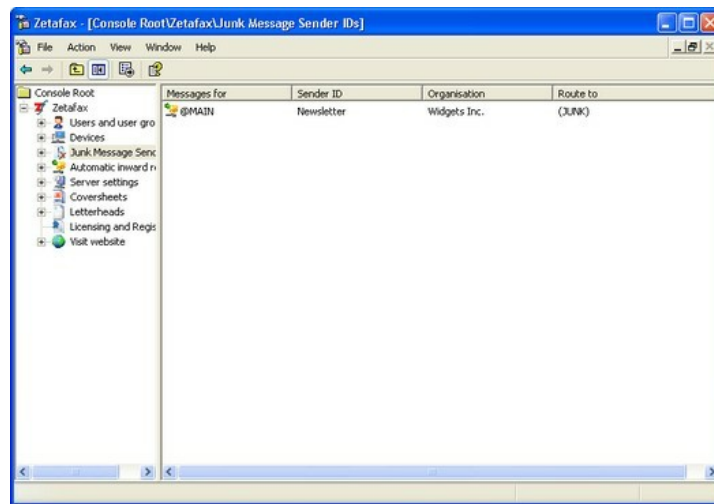 Zetafax - [Console Root\Zetafax\Junk Message Sender IDs]
File Action View Window Help
Console Root
Zetafax
Users and user gro
Devices
Junk Message Senc
Automatic inward r
Server settings
Coversheets
Letterheads
Licensing and Regis
Visit website
Messages for Sender ID Organisation Route to
@MAIN Newsletter Widgets Inc. (JUNK)